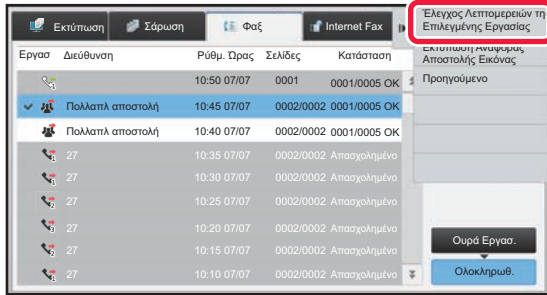 Εκτύπωση Σάρωση Φαξ Internet Fax
Έλεγχος Λεπτομερειών τη
Επιλεγμένης Εργασίας
Εκτύπωση Αναφοράς
Αποστολής Εικόνας
Προηγούμενο
Εργασ Διεύθυνση Ρύθμ. Ώρας Σελίδες Κατάσταση
10:50 07/07 0001 0001/0005 OK
Πολλαπλ αποστολή 10:45 07/07 0002/0002 0001/0005 OK
Πολλαπλ αποστολή 10:40 07/07 0002/0002 0001/0005 OK
27 10:35 07/07 0002/0002 Απασχολημένο
27 10:30 07/07 0002/0002 Απασχολημένο
27 10:25 07/07 0002/0002 Απασχολημένο
27 10:20 07/07 0002/0002 Απασχολημένο
27 10:15 07/07 0002/0002 Απασχολημένο
27 10:10 07/07 0002/0002 Απασχολημένο
Ουρά Εργασ.
Ολοκληρωθ.